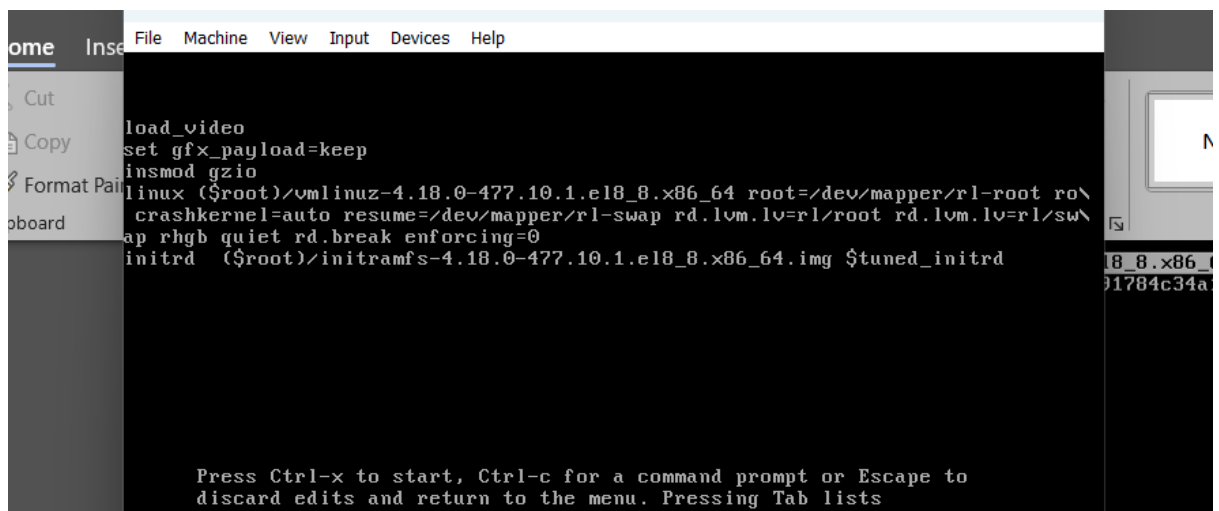 File Machine View Input Devices Help
ome Inse
Cut
Copy
Format Pai
load_video
set gfx_payload=keep
insmod gzio
linux ($root)/vmlinuz-4.18.0-477.10.1.el8_8.x86_64 root=/dev/mapper/rl-root ro\
crashkernel=auto resume=/dev/mapper/rl-swap rd.lvm.lv=rl/root rd.lvm.lv=rl/sw\
ap rhgb quiet rd.break enforcing=0
initrd ($root)/initramfs-4.18.0-477.10.1.el8_8.x86_64.img $tuned_initrd
Press Ctrl-x to start, Ctrl-c for a command prompt or Escape to
discard edits and return to the menu. Pressing Tab lists
board
N
l8_8.x86_
91784c34a